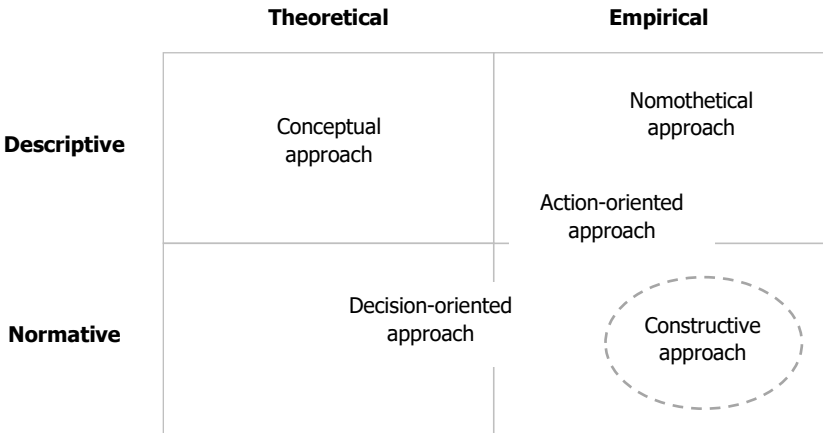 Theoretical
Empirical
Descriptive
Conceptual
approach
Nomothetical
approach
Action-oriented
approach
Normative
Decision-oriented
approach
Constructive
approach